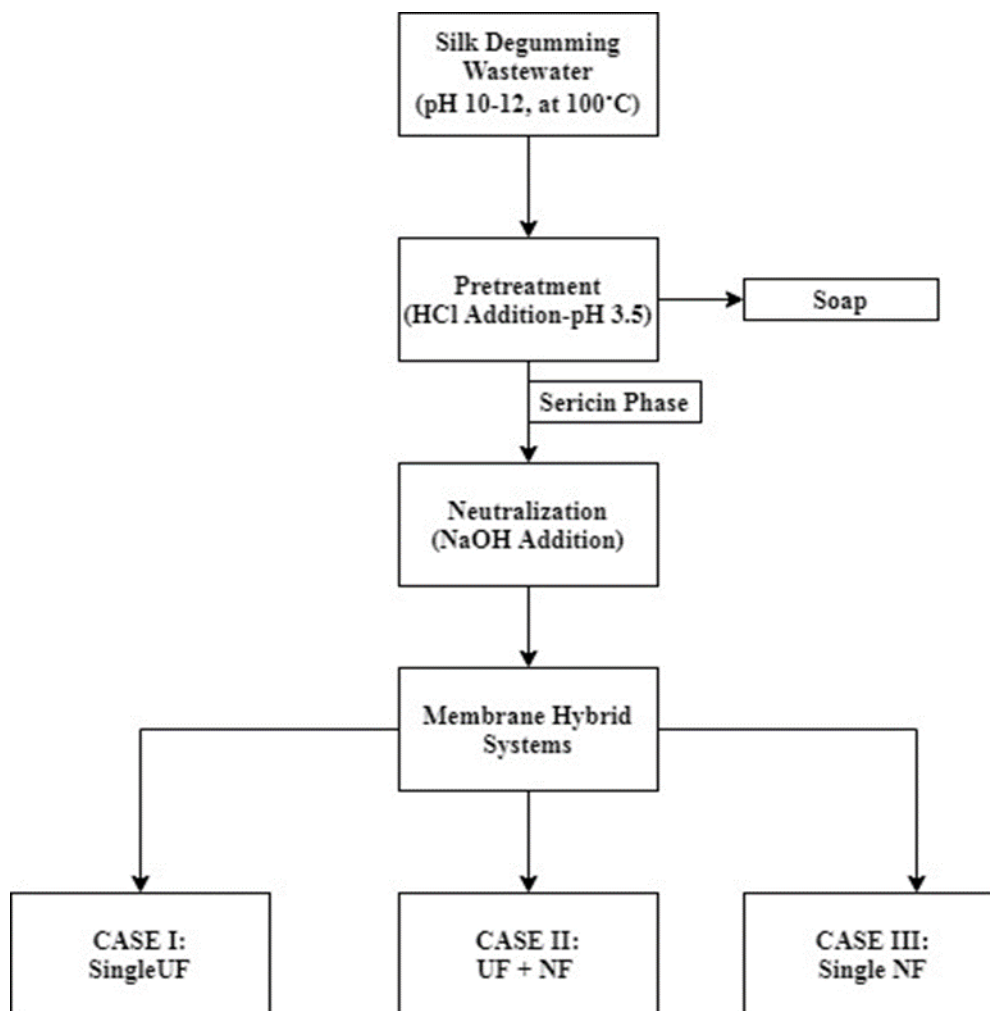 Silk Degumming
Wastewater
(pH 10-12, at 100°C)
Pretreatment
(HCl Addition-pH 3.5)
Soap
Sericin Phase
Neutralization
(NaOH Addition)
Membrane Hybrid
Systems
CASE I:
SingleUF
CASE II:
UF + NF
CASE III:
Single NF